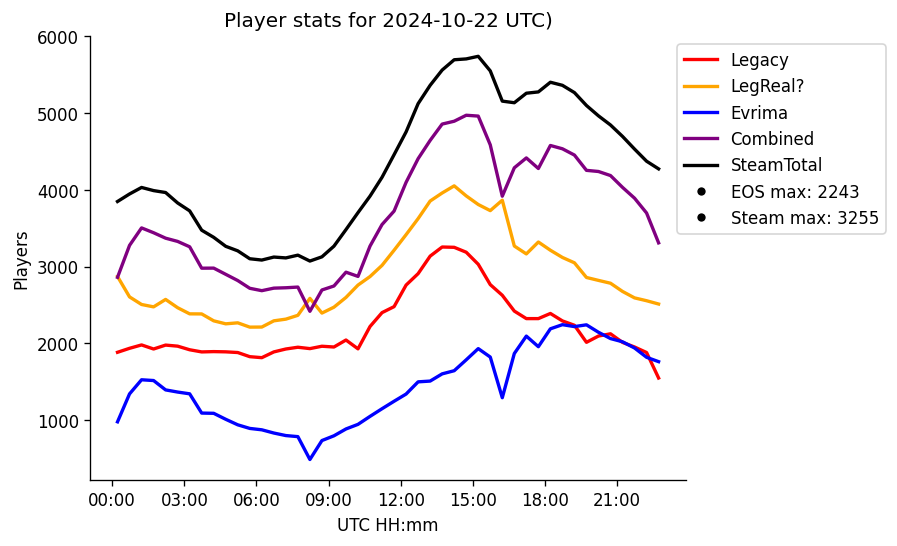 Player stats for 2024-10-22 UTC)
6000
5000
4000
3000
2000
1000
Players
00:00 03:00 06:00 09:00 12:00 15:00 18:00 21:00
UTC HH:mm
Legacy
LegReal?
Evrima
Combined
SteamTotal
EOS max: 2243
Steam max: 3255